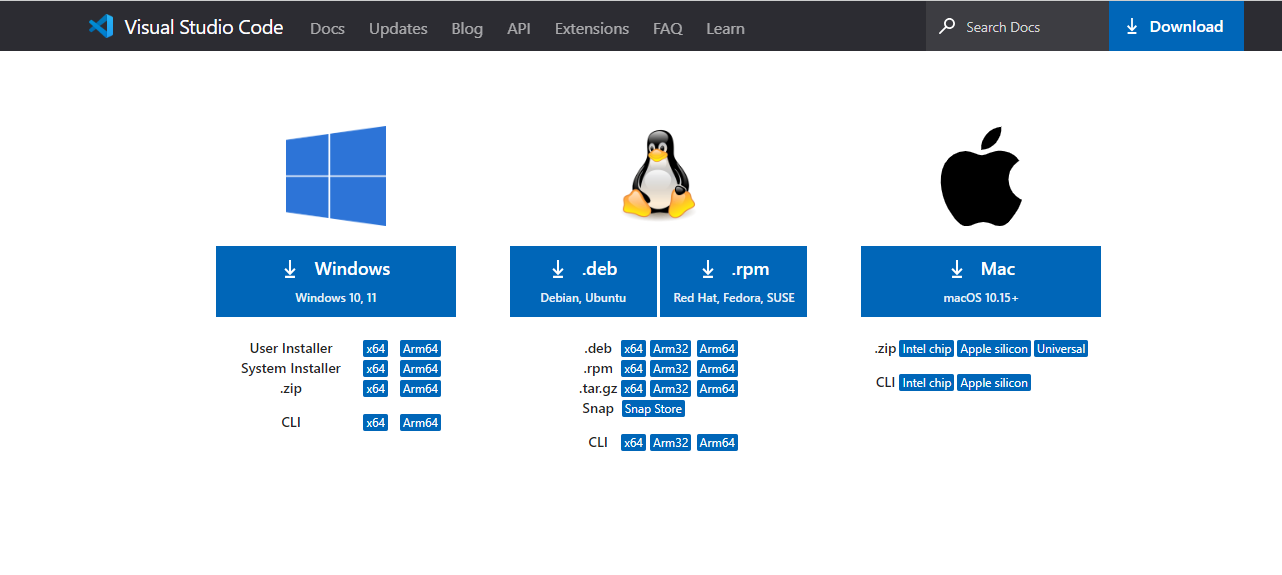 Visual Studio Code Docs Updates Blog API Extensions FAQ Learn Search Docs Download
Windows
Windows 10, 11
User Installer x64 Arm64
System Installer x64 Arm64
.zip x64 Arm64
CLI x64 Arm64
.deb
Debian, Ubuntu
.rpm
Red Hat, Fedora, SUSE
.deb x64 Arm32 Arm64
.rpm x64 Arm32 Arm64
.tar.gz x64 Arm32 Arm64
Snap Snap Store
CLI x64 Arm32 Arm64
Mac
macOS 10.15+
.zip Intel chip Apple silicon Universal
CLI Intel chip Apple silicon